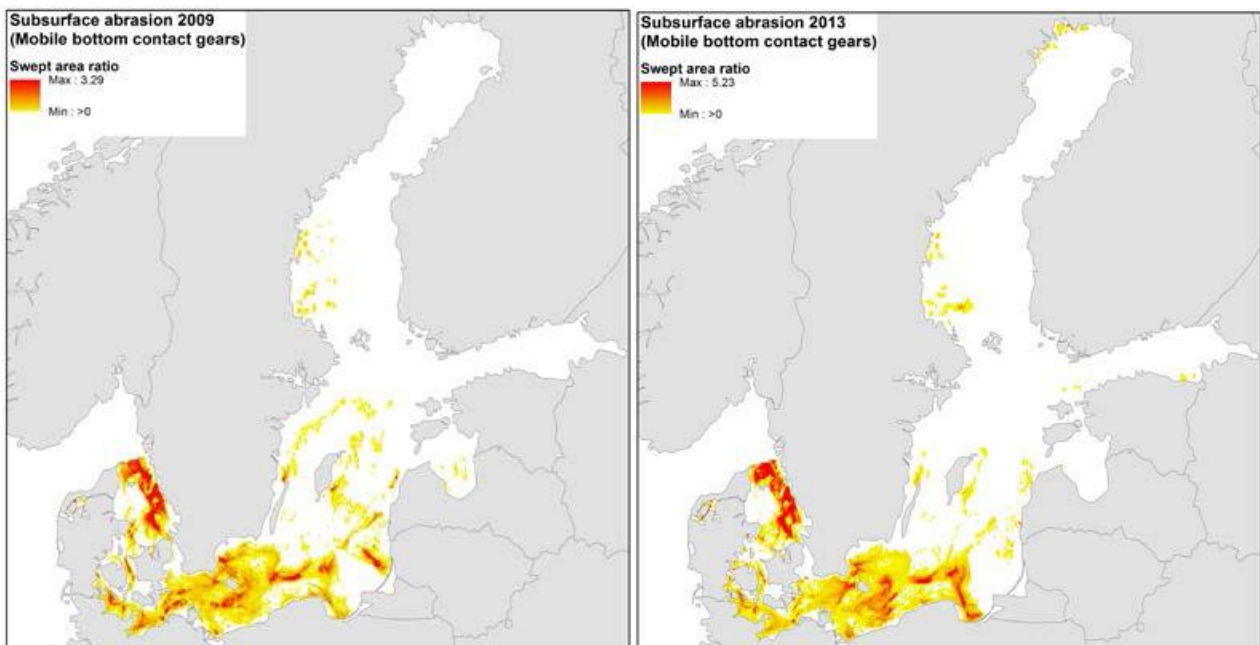 Subsurface abrasion 2009
(Mobile bottom contact gears)
Swept area ratio
Max : 3.29
Min : >0
Subsurface abrasion 2013
(Mobile bottom contact gears)
Swept area ratio
Max : 5.23
Min : >0